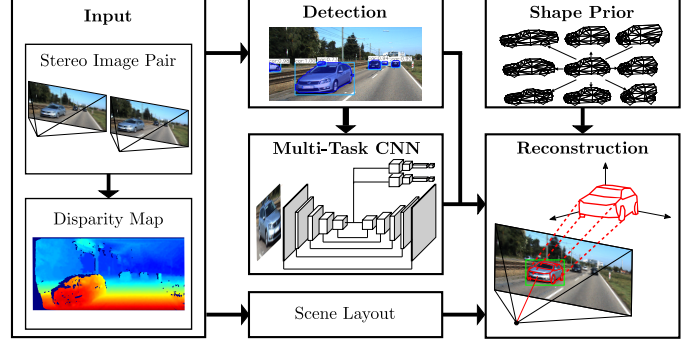 Input
Stereo Image Pair
Disparity Map
Detection
Multi-Task CNN
Scene Layout
Shape Prior
Reconstruction